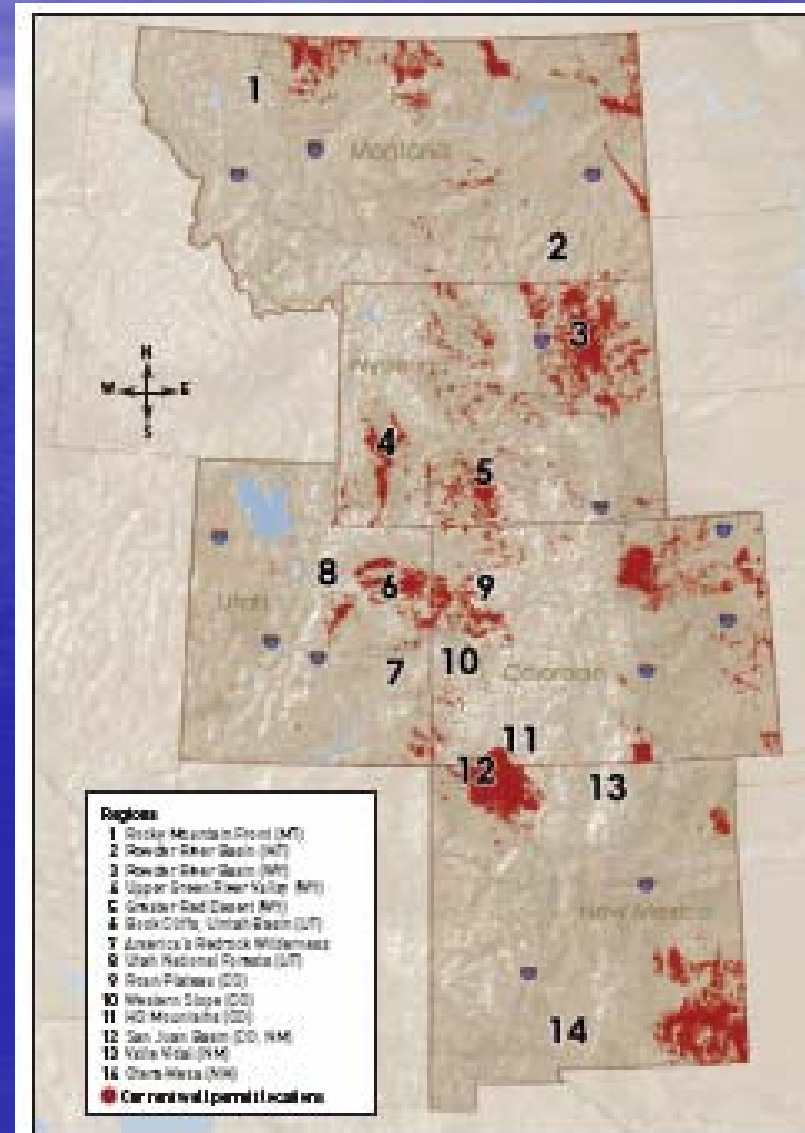 1
Montana
2
3
Wyoming
N
W E
S
4
5
8
6
9
Utah
7
10
Colorado
11
12
13
New Mexico
14
Regions
1 Rocky Mountain Front (MT)
2 Powder River Basin (MT)
3 Powder River Basin (WY)
4 Upper Green River Valley (WY)
5 Greater Red Desert (WY)
6 Book Cliffs, Uintah Basin (UT)
7 America's Redrock Wilderness
8 Utah National Forests (UT)
9 Roan Plateau (CO)
10 Western Slope (CO)
11 HD Mountains (CO)
12 San Juan Basin (CO, NM)
13 Valle Vidal (NM)
14 Otero Mesa (NM)
Current well permit locations